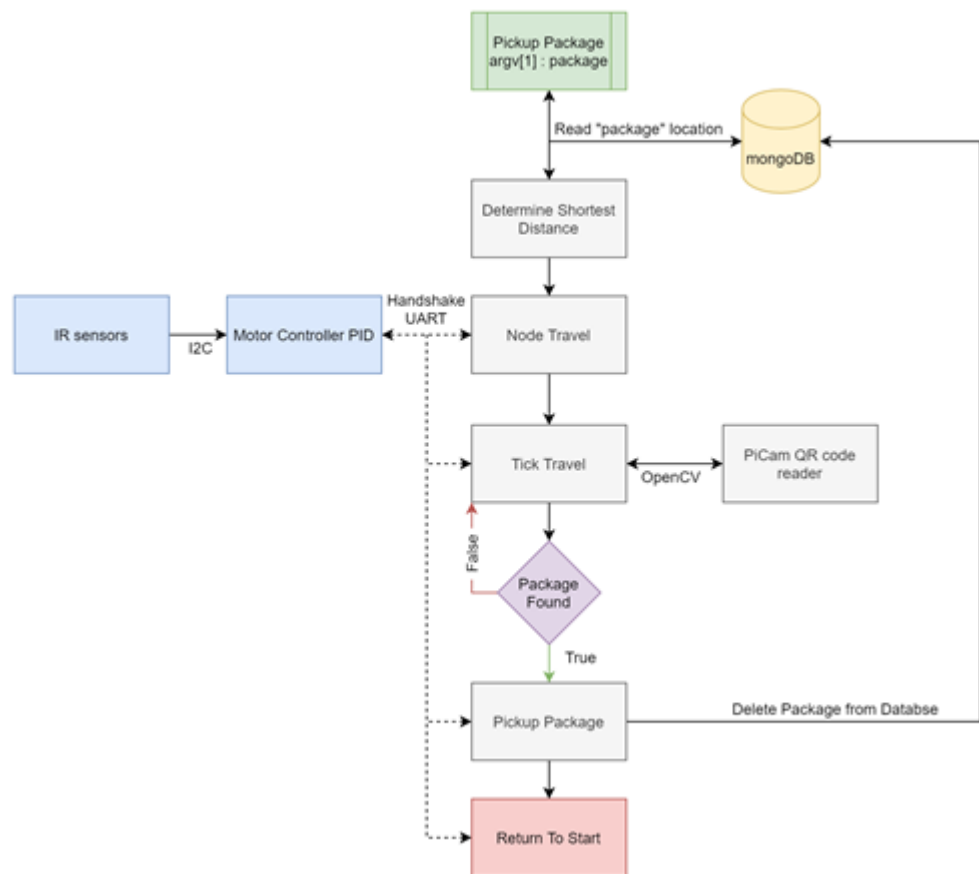 Pickup Package
argv[1] : package
Read "package" location
mongoDB
Determine Shortest
Distance
IR sensors
I2C
Motor Controller PID
Handshake
UART
Node Travel
Tick Travel
OpenCV
PiCam QR code
reader
False
Package
Found
True
Pickup Package
Delete Package from Databse
Return To Start